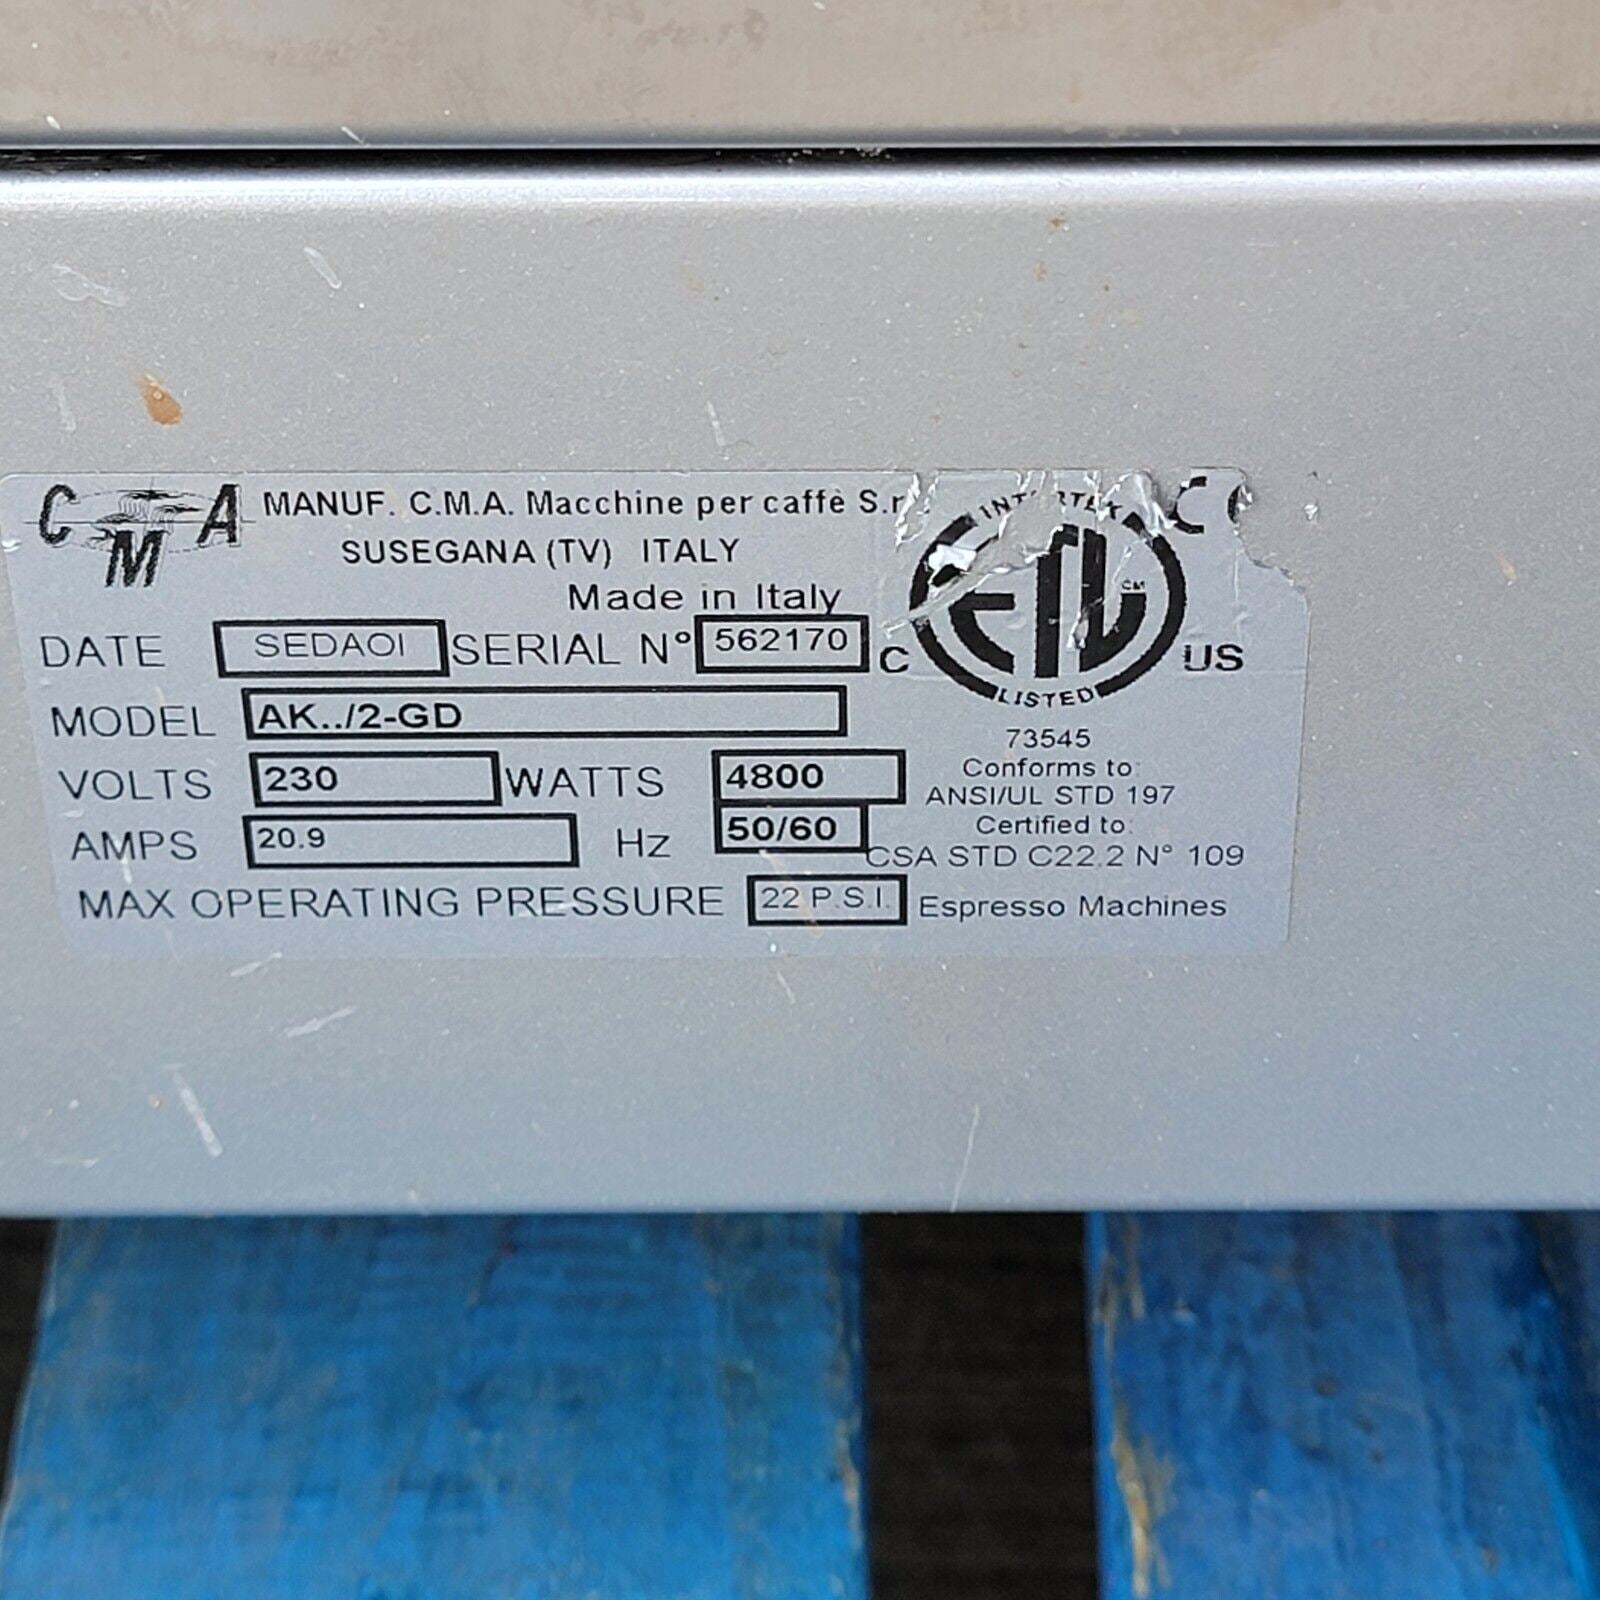 CMA
MANUF. C.M.A. Macchine per caffè S.r
SUSEGANA (TV) ITALY
Made in Italy
DATE SEDAOI SERIAL N° 562170
MODEL AK../2-GD
VOLTS 230 WATTS 4800
AMPS 20.9 Hz 50/60
MAX OPERATING PRESSURE 22 P.S.I.
INTERTEK
ETL CM
C US
LISTED
73545
Conforms to:
ANSI/UL STD 197
Certified to:
CSA STD C22.2 N° 109
Espresso Machines